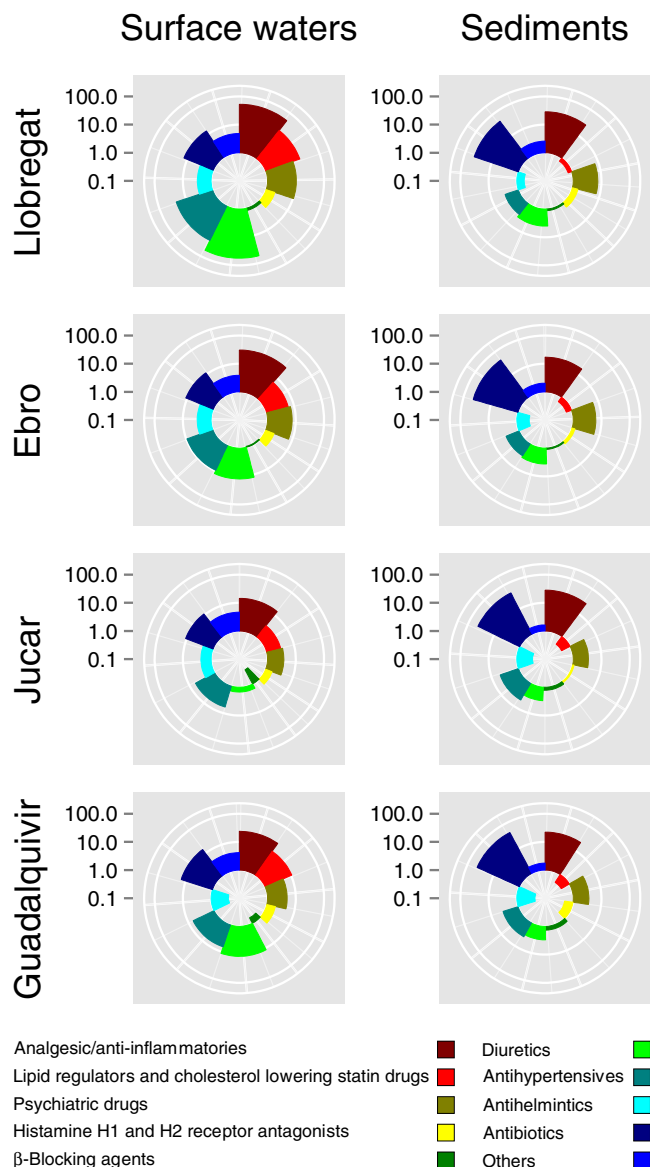 Surface waters Sediments
Llobregat
100.0 100.0
10.0 10.0
1.0 1.0
0.1 0.1
Ebro
100.0 100.0
10.0 10.0
1.0 1.0
0.1 0.1
Jucar
100.0 100.0
10.0 10.0
1.0 1.0
0.1 0.1
Guadalquivir
100.0 100.0
10.0 10.0
1.0 1.0
0.1 0.1
Analgesic/anti-inflammatories Diuretics
Lipid regulators and cholesterol lowering statin drugs Antihypertensives
Psychiatric drugs Antihelmintics
Histamine H1 and H2 receptor antagonists Antibiotics
β-Blocking agents Others